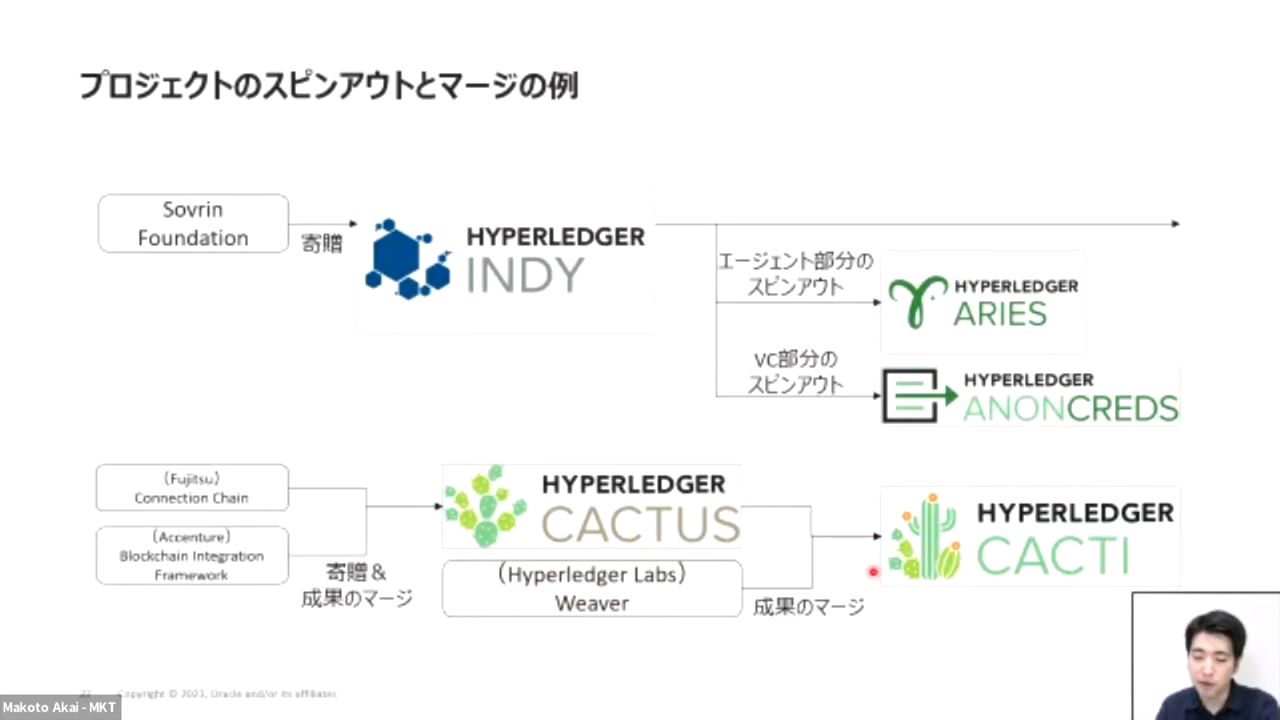 プロジェクトのスピンアウトとマージの例
Sovrin
Foundation
寄贈
HYPERLEDGER
INDY
エージェント部分の
スピンアウト
HYPERLEDGER
ARIES
VC部分の
スピンアウト
HYPERLEDGER
ANONCREDS
(Fujitsu)
Connection Chain
(Accenture)
Blockchain Integration
Framework
寄贈&
成果のマージ
HYPERLEDGER
CACTUS
(Hyperledger Labs)
Weaver
成果のマージ
HYPERLEDGER
CACTI
Copyright © 2023, Oracle and/or its affiliates
Makoto Akai - MKT